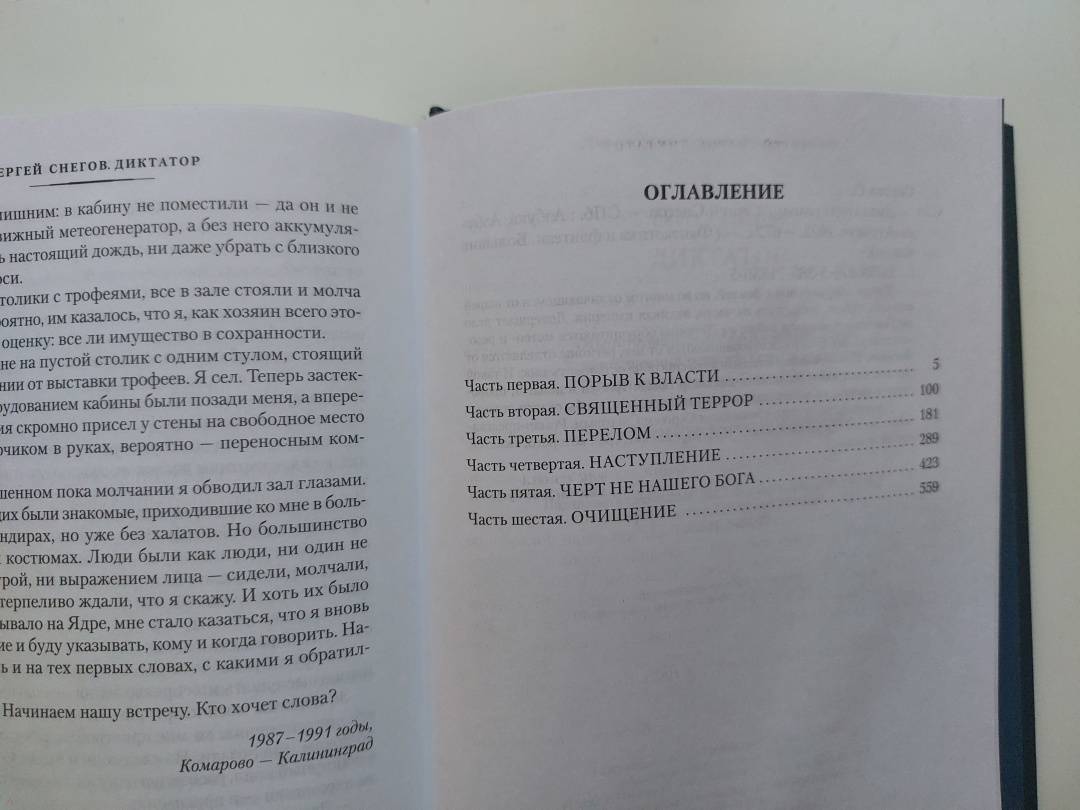 СЕРГЕЙ СНЕГОВ. ДИКТАТОР
лишним: в кабину не поместили — да он и не
вижный метеогенератор, а без него аккумуля-
ь настоящий дождь, ни даже убрать с близкого
рси.
толики с трофеями, все в зале стояли и молча
роятно, им казалось, что я, как хозяин всего это-
оценку: все ли имущество в сохранности.
не на пустой столик с одним стулом, стоящий
нии от выставки трофеев. Я сел. Теперь застек-
рудованием кабины были позади меня, а впере-
ия скромно присел у стены на свободное место
рчиком в руках, вероятно — переносным ком-
шенном пока молчании я обводил зал глазами.
щих были знакомые, приходившие ко мне в боль-
ндирах, но уже без халатов. Но большинство
х костюмах. Люди были как люди, ни один не
урой, ни выражением лица — сидели, молчали,
терпеливо ждали, что я скажу. И хоть их было
ывало на Ядре, мне стало казаться, что я вновь
ие и буду указывать, кому и когда говорить. На-
ь и на тех первых словах, с какими я обратил-
Начинаем нашу встречу. Кто хочет слова?
1987–1991 годы,
Комарово — Калининград
ОГЛАВЛЕНИЕ
Часть первая. ПОРЫВ К ВЛАСТИ 5
Часть вторая. СВЯЩЕННЫЙ ТЕРРОР 100
Часть третья. ПЕРЕЛОМ 181
Часть четвертая. НАСТУПЛЕНИЕ 289
Часть пятая. ЧЕРТ НЕ НАШЕГО БОГА 423
Часть шестая. ОЧИЩЕНИЕ 559